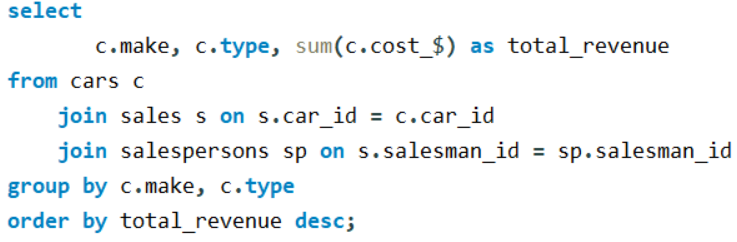 select
c.make, c.type, sum(c.cost_$) as total_revenue
from cars c
join sales s on s.car_id = c.car_id
join salespersons sp on s.salesman_id = sp.salesman_id
group by c.make, c.type
order by total_revenue desc;